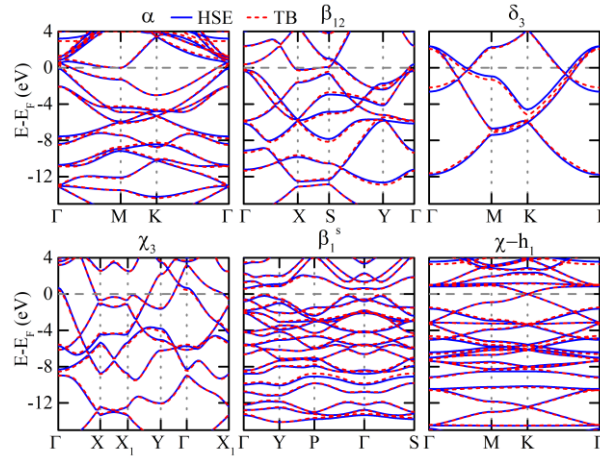 α HSE TB β12 δ3
4
0
-4
-8
-12
E-EF (eV)
Γ M K Γ
Γ X S Y Γ
Γ M K Γ
χ3 β1s χ−h1
4
0
-4
-8
-12
E-EF (eV)
Γ X X1 Y Γ X1
Γ Y P Γ S
Γ M K Γ